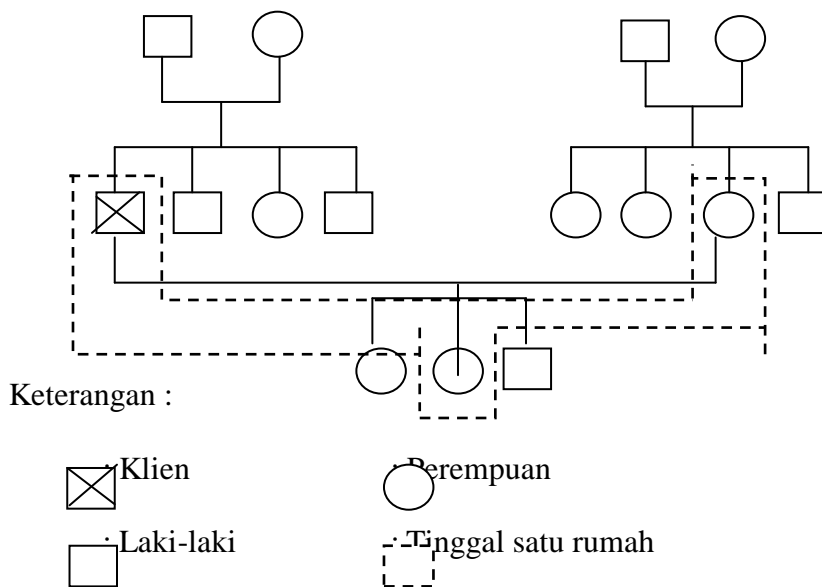 Keterangan :
: Klien : Perempuan
: Laki-laki : Tinggal satu rumah